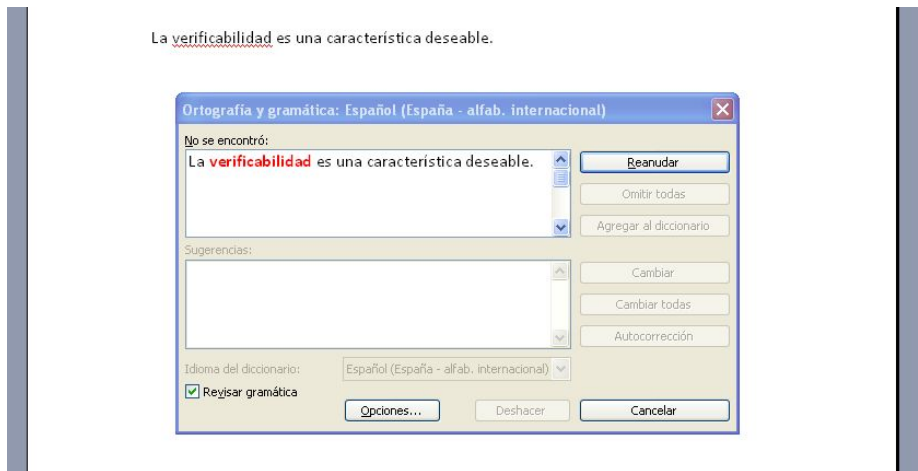 La verificabilidad es una característica deseable.
Ortografía y gramática: Español (España - alfab. internacional)
No se encontró:
La verificabilidad es una característica deseable.
Reanudar
Omitir todas
Agregar al diccionario
Sugerencias:
Cambiar
Cambiar todas
Autocorrección
Idioma del diccionario:
Español (España - alfab. internacional)
Revisar gramática
Opciones...
Deshacer
Cancelar